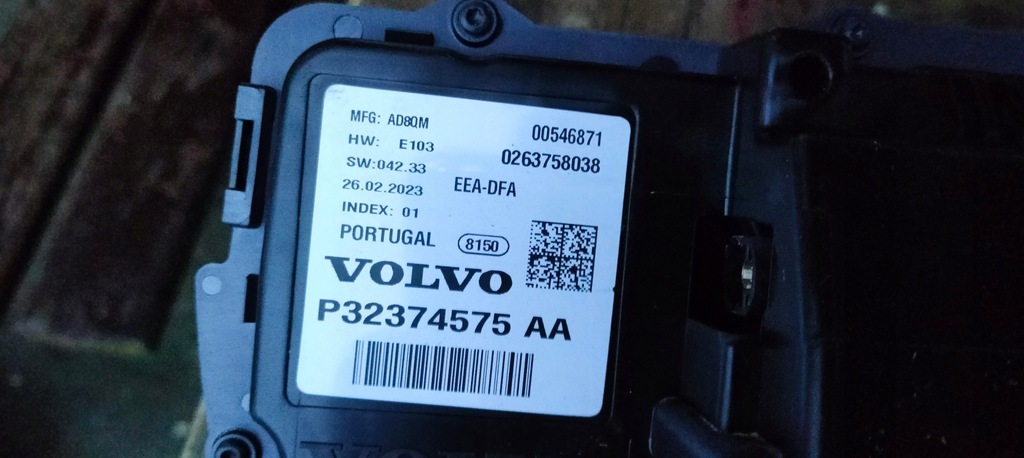 MFG: AD8QM
00546871
HW: E103
0263758038
SW:042.33
26.02.2023
EEA-DFA
INDEX: 01
PORTUGAL
8150
VOLVO
P32374575 AA
VOLVO